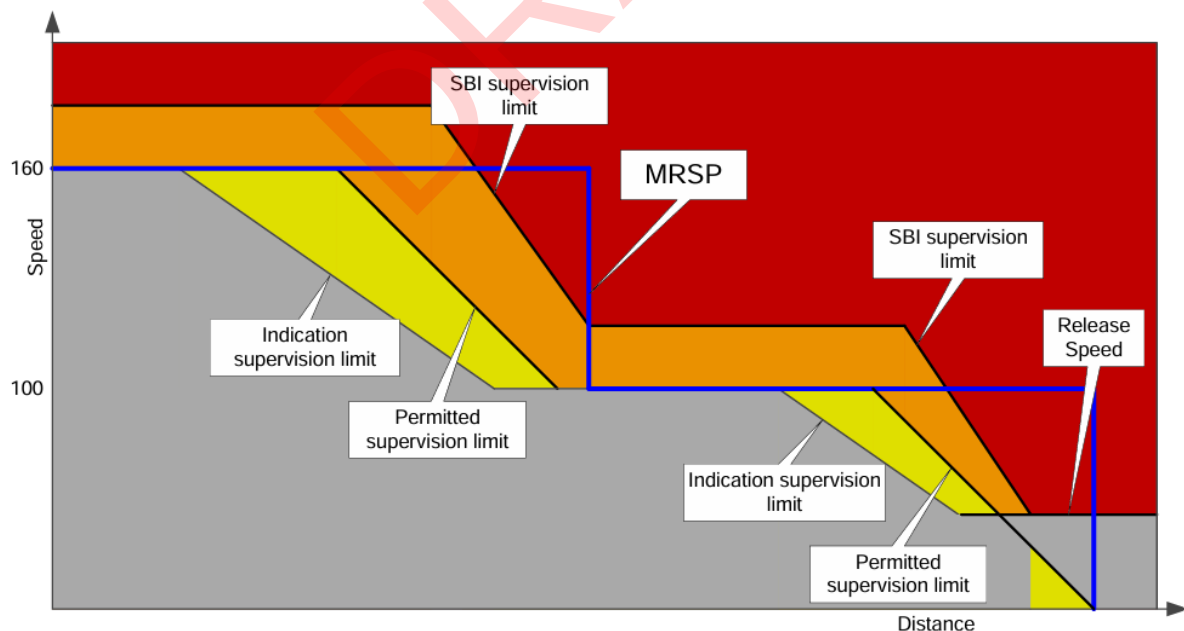 SBI supervision
limit
160
MRSP
Speed
SBI supervision
limit
Indication
supervision limit
Release
Speed
100
Permitted
supervision limit
Indication supervision
limit
Permitted
supervision limit
Distance